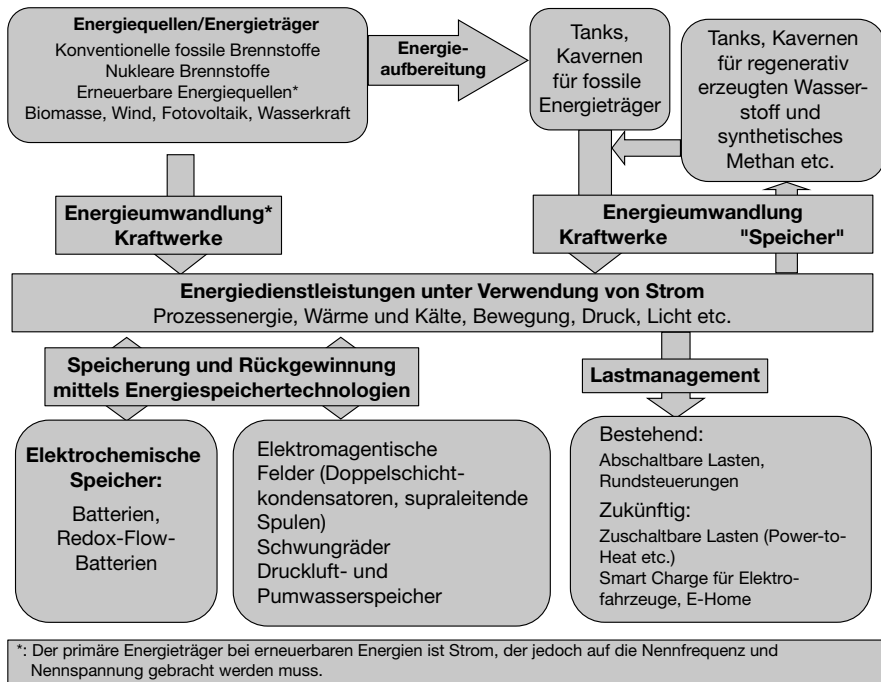 Energiequellen/Energieträger
Konventionelle fossile Brennstoffe
Nukleare Brennstoffe
Erneuerbare Energiequellen*
Biomasse, Wind, Fotovoltaik, Wasserkraft
Energie-
aufbereitung
Tanks,
Kavernen
für fossile
Energieträger
Tanks, Kavernen
für regenerativ
erzeugten Wasser-
stoff und
synthetisches
Methan etc.
Energieumwandlung*
Kraftwerke
Energieumwandlung
Kraftwerke "Speicher"
Energiedienstleistungen unter Verwendung von Strom
Prozessenergie, Wärme und Kälte, Bewegung, Druck, Licht etc.
Speicherung und Rückgewinnung
mittels Energiespeichertechnologien
Lastmanagement
Elektrochemische
Speicher:
Batterien,
Redox-Flow-
Batterien
Elektromagentische
Felder (Doppelschicht-
kondensatoren, supraleitende
Spulen)
Schwungräder
Druckluft- und
Pumwasserspeicher
Bestehend:
Abschaltbare Lasten,
Rundsteuerungen
Zukünftig:
Zuschaltbare Lasten (Power-to-
Heat etc.)
Smart Charge für Elektro-
fahrzeuge, E-Home
*: Der primäre Energieträger bei erneuerbaren Energien ist Strom, der jedoch auf die Nennfrequenz und
Nennspannung gebracht werden muss.